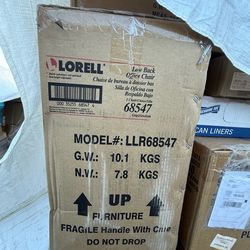 LORELL
Low Back
Office Chair
Chaise de bureau à dossier bas
Silla de Oficina con
Respaldo Bajo
68547
MODEL#: LLR68547
G.W.: 10.1 KGS
N.W.: 7.8 KGS
UP
FURNITURE
FRAGILE Handle With Care
DO NOT DROP
CAN LINERS